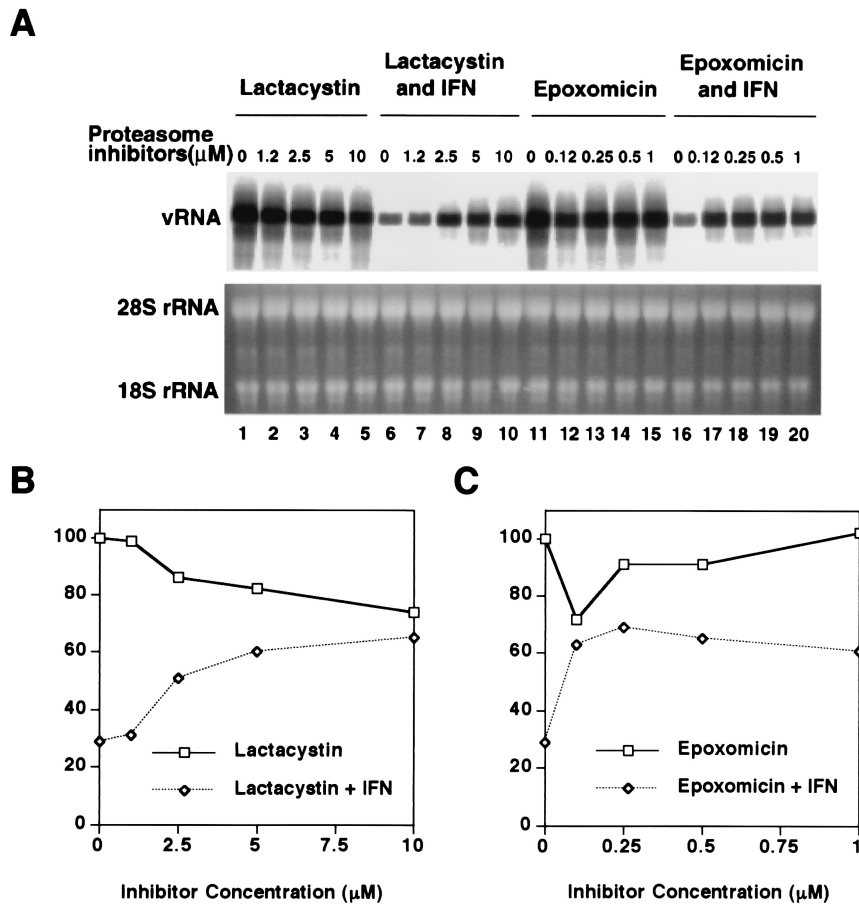 A
Lactacystin
Lactacystin
and IFN
Epoxomicin
Epoxomicin
and IFN
Proteasome
inhibitors(μM) 0 1.2 2.5 5 10 0 1.2 2.5 5 10 0 0.12 0.25 0.5 1 0 0.12 0.25 0.5 1
vRNA
28S rRNA
18S rRNA
1 2 3 4 5 6 7 8 9 10 11 12 13 14 15 16 17 18 19 20
B
100
80
60
40
20
0
0 2.5 5 7.5 10
Lactacystin
Lactacystin + IFN
Inhibitor Concentration (μM)
C
100
80
60
40
20
0
0 0.25 0.5 0.75 1
Epoxomicin
Epoxomicin + IFN
Inhibitor Concentration (μM)